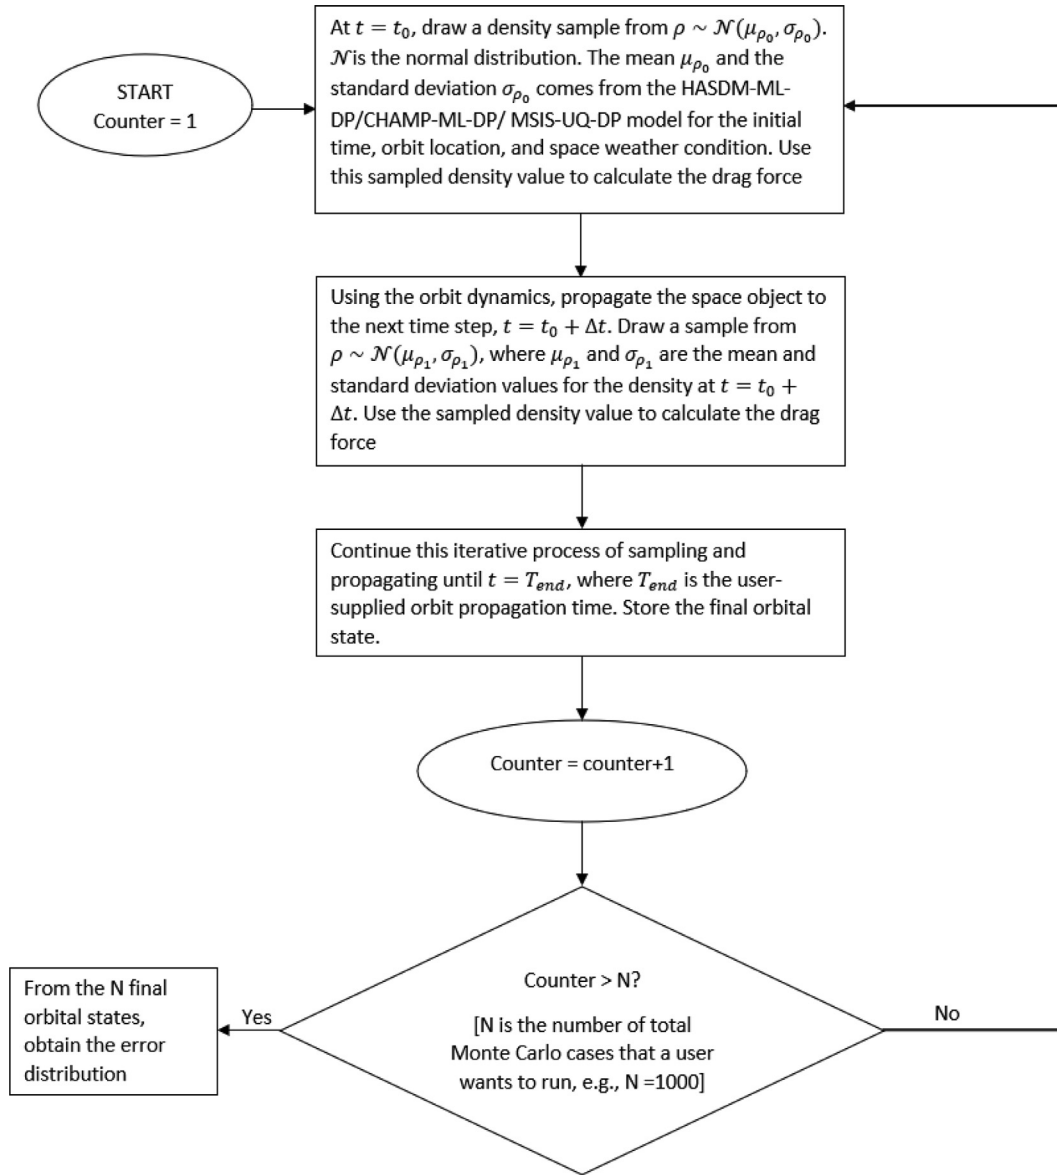 START
Counter = 1
At t = t₀, draw a density sample from ρ ~ 𝒩(μ_ρ₀, σ_ρ₀).
𝒩 is the normal distribution. The mean μ_ρ₀ and the
standard deviation σ_ρ₀ comes from the HASDM-ML-
DP/CHAMP-ML-DP/ MSIS-UQ-DP model for the initial
time, orbit location, and space weather condition. Use
this sampled density value to calculate the drag force
Using the orbit dynamics, propagate the space object to
the next time step, t = t₀ + Δt. Draw a sample from
ρ ~ 𝒩(μ_ρ₁, σ_ρ₁), where μ_ρ₁ and σ_ρ₁ are the mean and
standard deviation values for the density at t = t₀ +
Δt. Use the sampled density value to calculate the drag
force
Continue this iterative process of sampling and
propagating until t = T_end, where T_end is the user-
supplied orbit propagation time. Store the final orbital
state.
Counter = counter+1
Counter > N?
[N is the number of total
Monte Carlo cases that a user
wants to run, e.g., N =1000]
Yes
No
From the N final
orbital states,
obtain the error
distribution